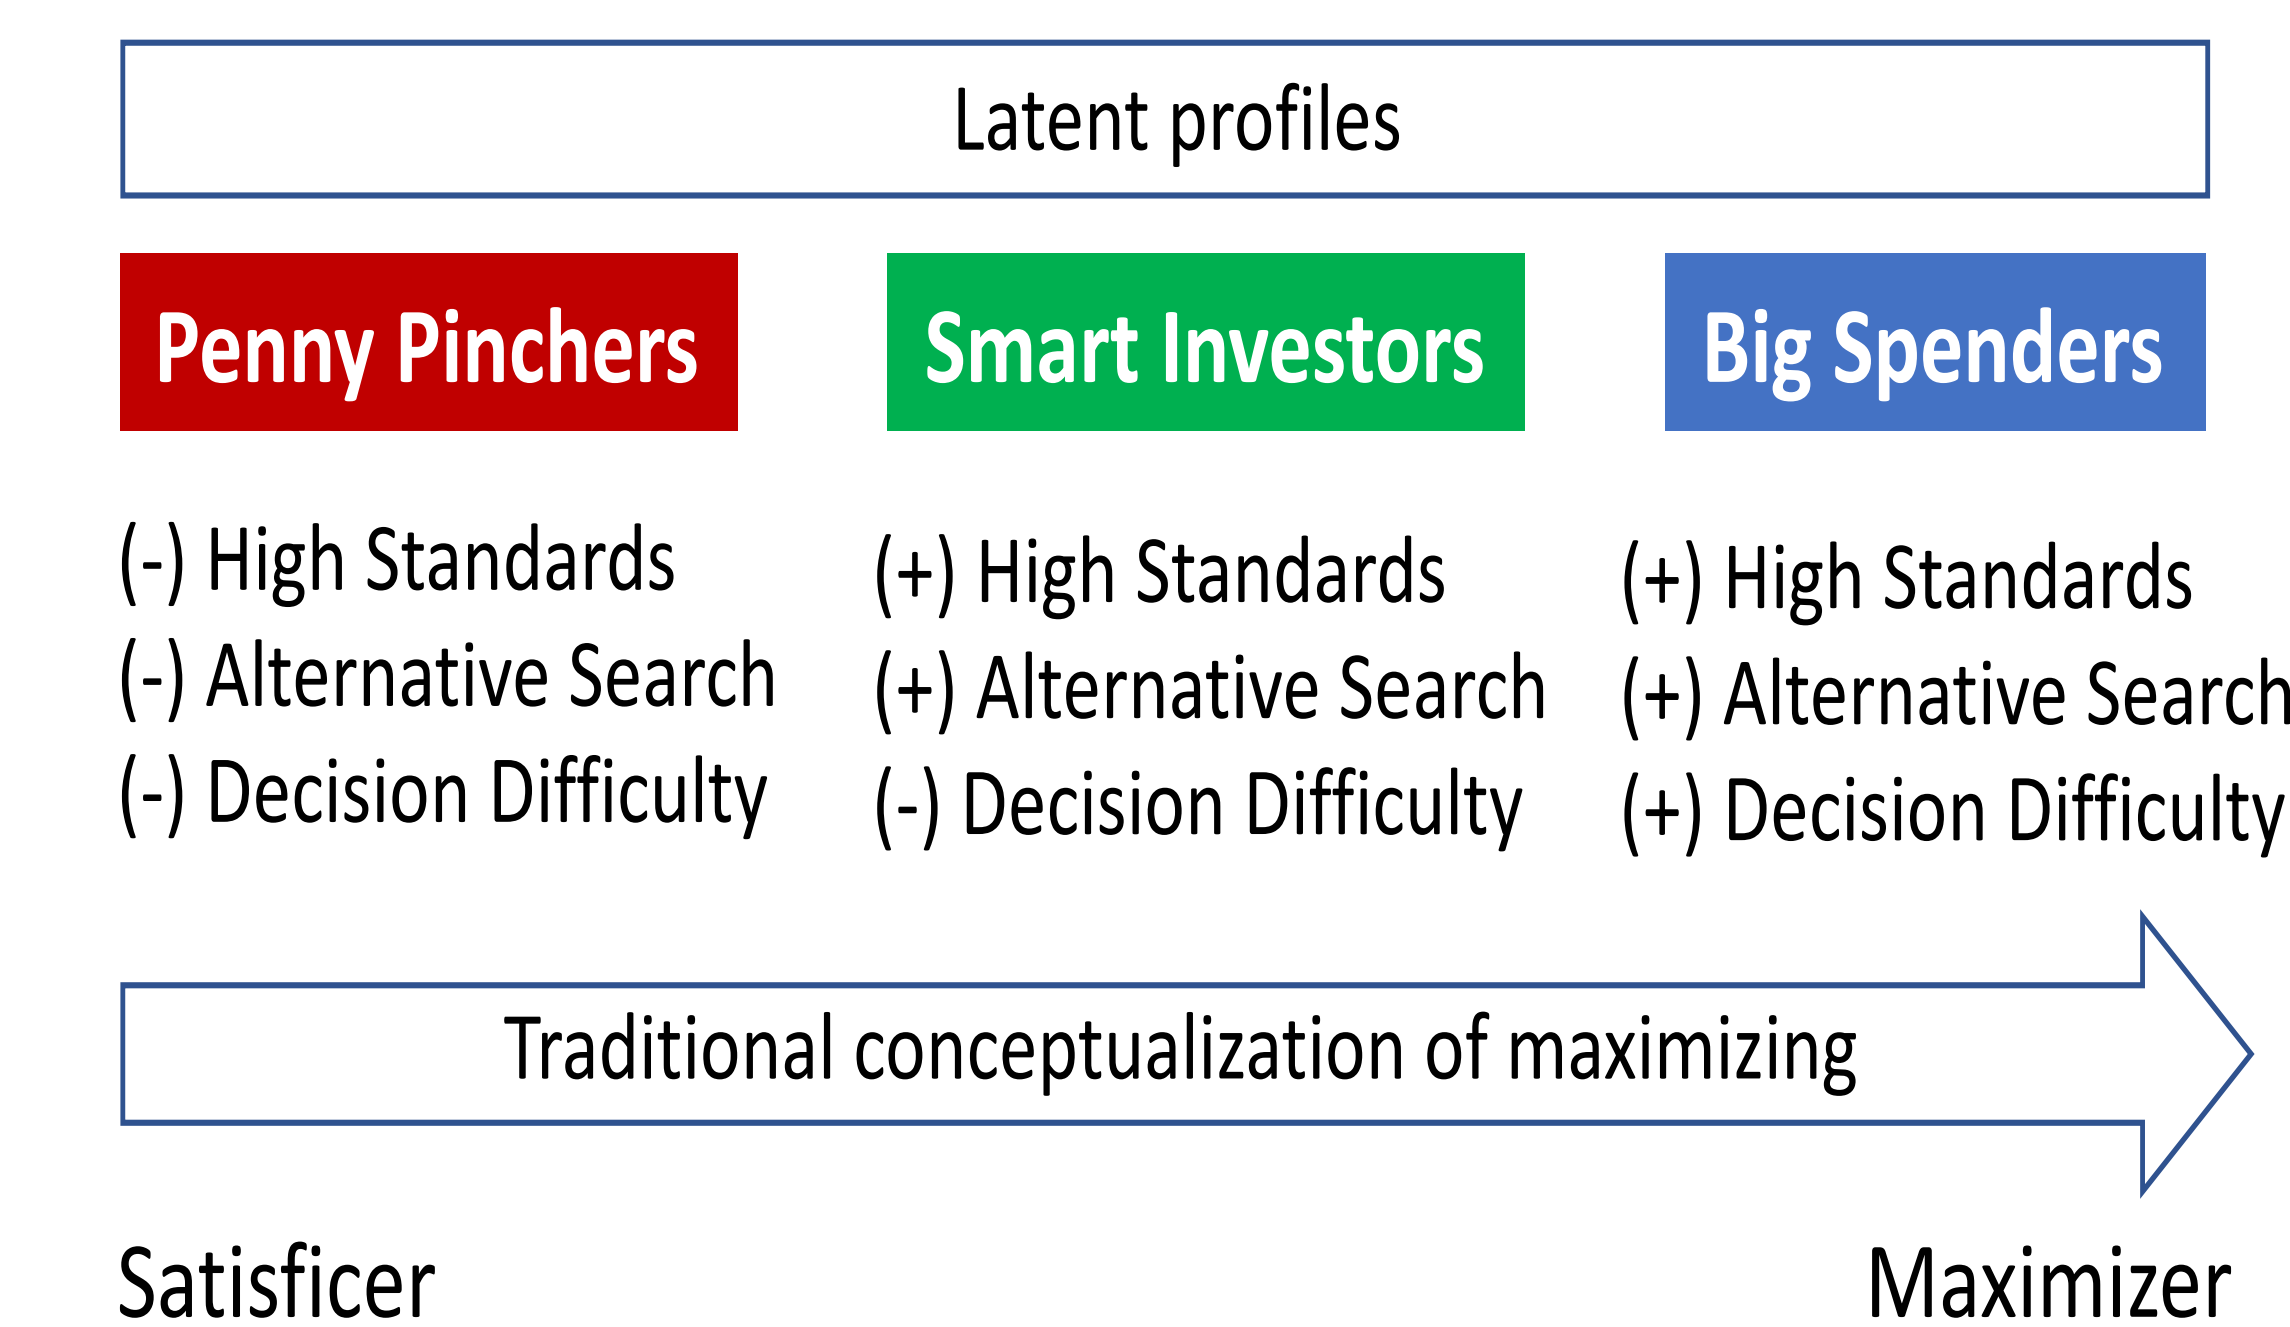 Latent profiles
Penny Pinchers
Smart Investors
Big Spenders
(-) High Standards
(-) Alternative Search
(-) Decision Difficulty
(+) High Standards
(+) Alternative Search
(-) Decision Difficulty
(+) High Standards
(+) Alternative Search
(+) Decision Difficulty
Traditional conceptualization of maximizing
Satisficer
Maximizer